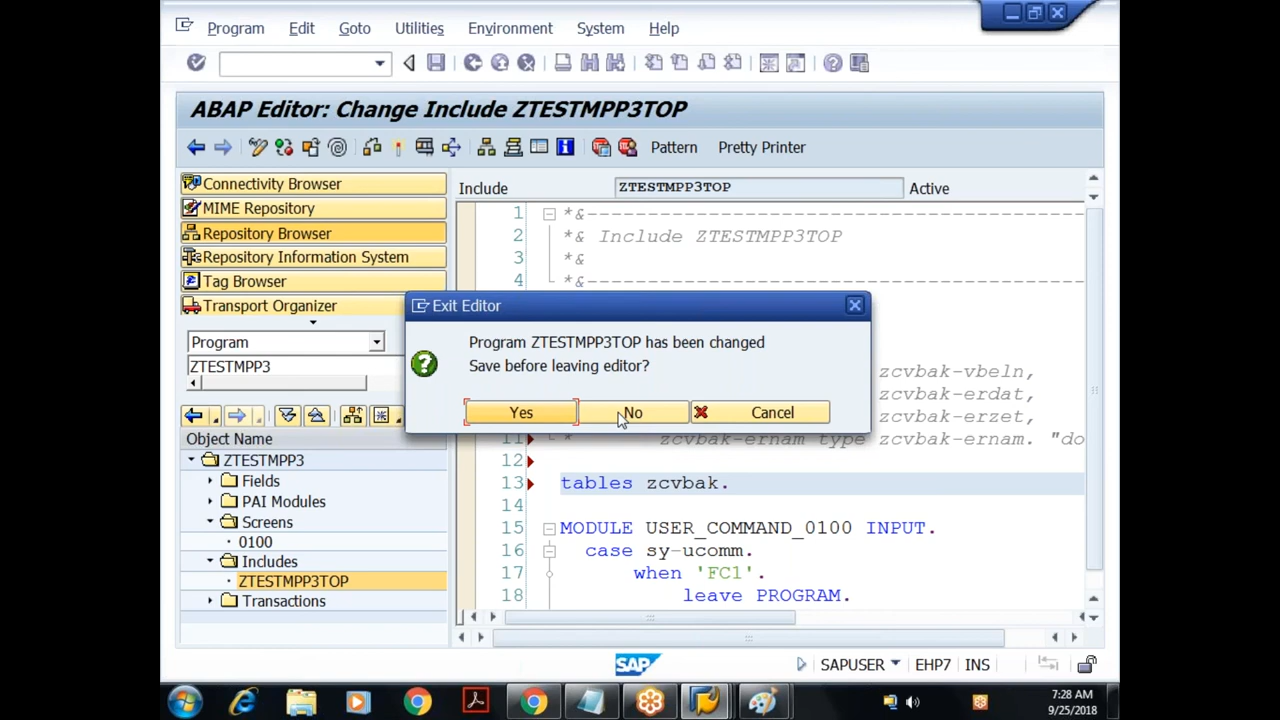 Program Edit Goto Utilities Environment System Help
ABAP Editor: Change Include ZTESTMPP3TOP
Pattern Pretty Printer
Connectivity Browser
MIME Repository
Repository Browser
Repository Information System
Tag Browser
Transport Organizer
Program
ZTESTMPP3
Object Name
ZTESTMPP3
Fields
PAI Modules
Screens
0100
Includes
ZTESTMPP3TOP
Transactions
Include ZTESTMPP3TOP Active
1 *&---------------------------------------------
2 *& Include ZTESTMPP3TOP
3 *&
4 *&---------------------------------------------
zcvbak-vbeln,
zcvbak-erdat,
zcvbak-erzet,
11 * zcvbak-ernam type zcvbak-ernam. "do
12
13 tables zcvbak.
14
15 MODULE USER_COMMAND_0100 INPUT.
16 case sy-ucomm.
17 when 'FC1'.
18 leave PROGRAM.
Exit Editor
Program ZTESTMPP3TOP has been changed
Save before leaving editor?
Yes No Cancel
SAP SAPUSER EHP7 INS
7:28 AM
9/25/2018